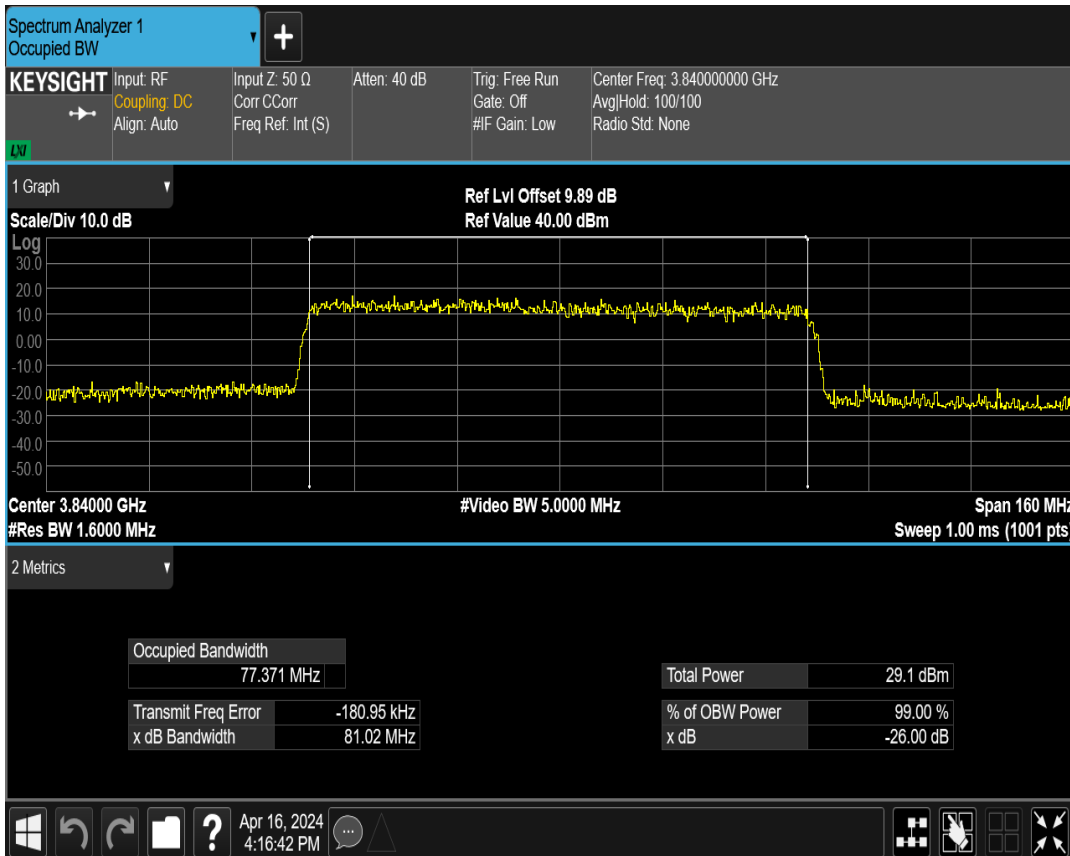 Spectrum Analyzer 1
Occupied BW
+
KEYSIGHT
LXI
Input: RF
Coupling: DC
Align: Auto
Input Z: 50 Ω
Corr CCorr
Freq Ref: Int (S)
Atten: 40 dB
Trig: Free Run
Gate: Off
#IF Gain: Low
Center Freq: 3.840000000 GHz
Avg|Hold: 100/100
Radio Std: None
1 Graph
Scale/Div 10.0 dB
Ref Lvl Offset 9.89 dB
Ref Value 40.00 dBm
Log
30.0
20.0
10.0
0.00
-10.0
-20.0
-30.0
-40.0
-50.0
Center 3.84000 GHz
#Video BW 5.0000 MHz
Span 160 MHz
#Res BW 1.6000 MHz
Sweep 1.00 ms (1001 pts)
2 Metrics
Occupied Bandwidth
77.371 MHz
Transmit Freq Error -180.95 kHz
x dB Bandwidth 81.02 MHz
Total Power 29.1 dBm
% of OBW Power 99.00 %
x dB -26.00 dB
?
Apr 16, 2024
4:16:42 PM